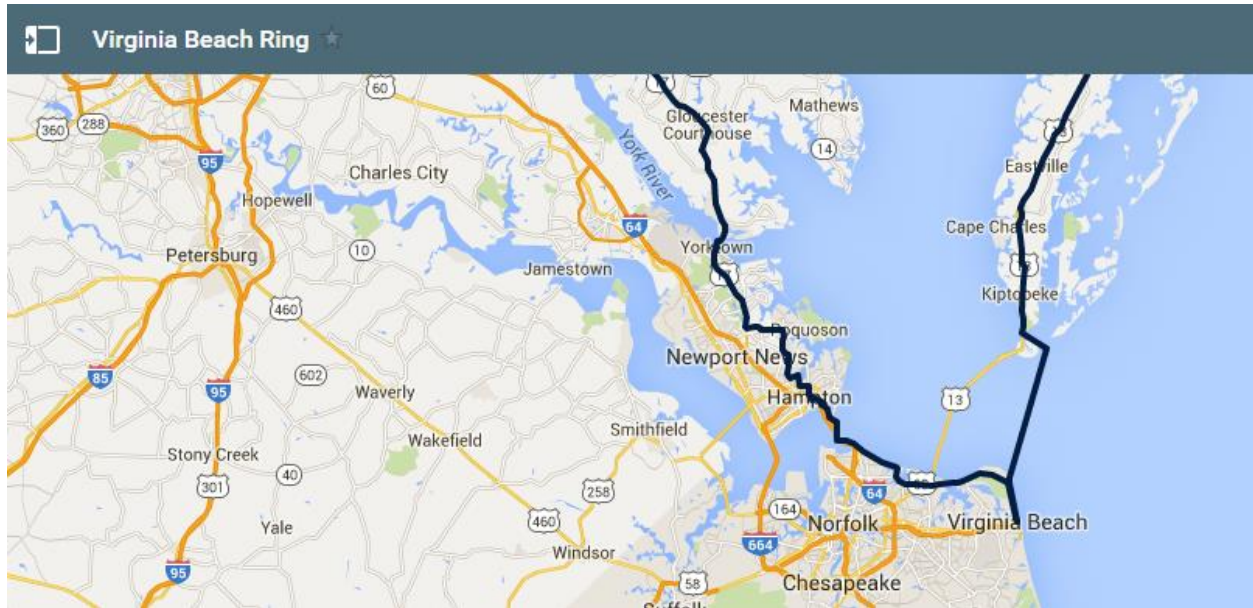 Virginia Beach Ring
60
Gloucester
Courthouse
Mathews
360
288
14
95
York River
Eastville
Charles City
Hopewell
64
Cape Charles
10
Yorktown
Petersburg
Jamestown
Kiptopeke
460
Poquoson
Newport News
602
85
95
Waverly
Hampton
13
Smithfield
Wakefield
Stony Creek
40
301
258
64
164
Yale
460
Norfolk
Virginia Beach
664
Windsor
95
58
Chesapeake
Suffolk